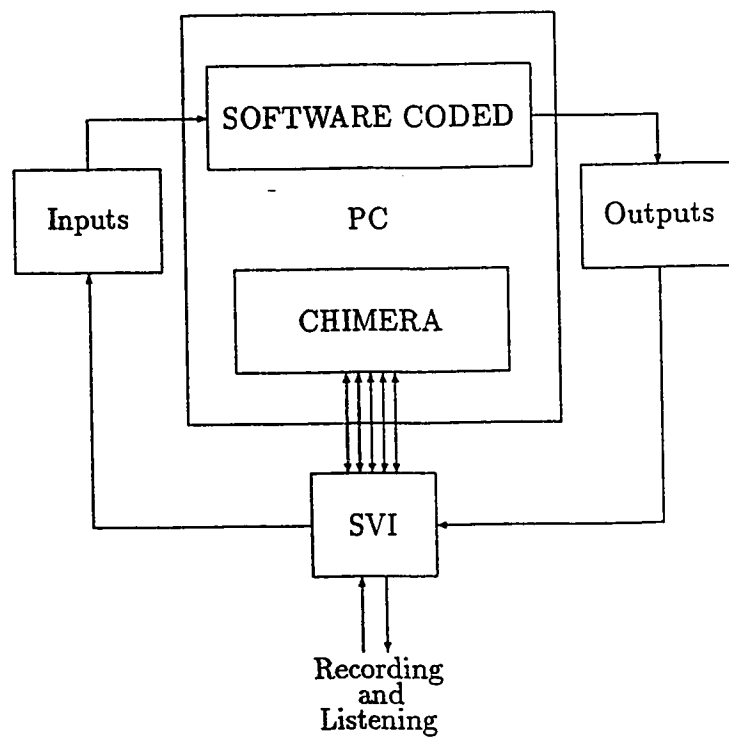 SOFTWARE CODED
Inputs
PC
Outputs
CHIMERA
SVI
Recording
and
Listening